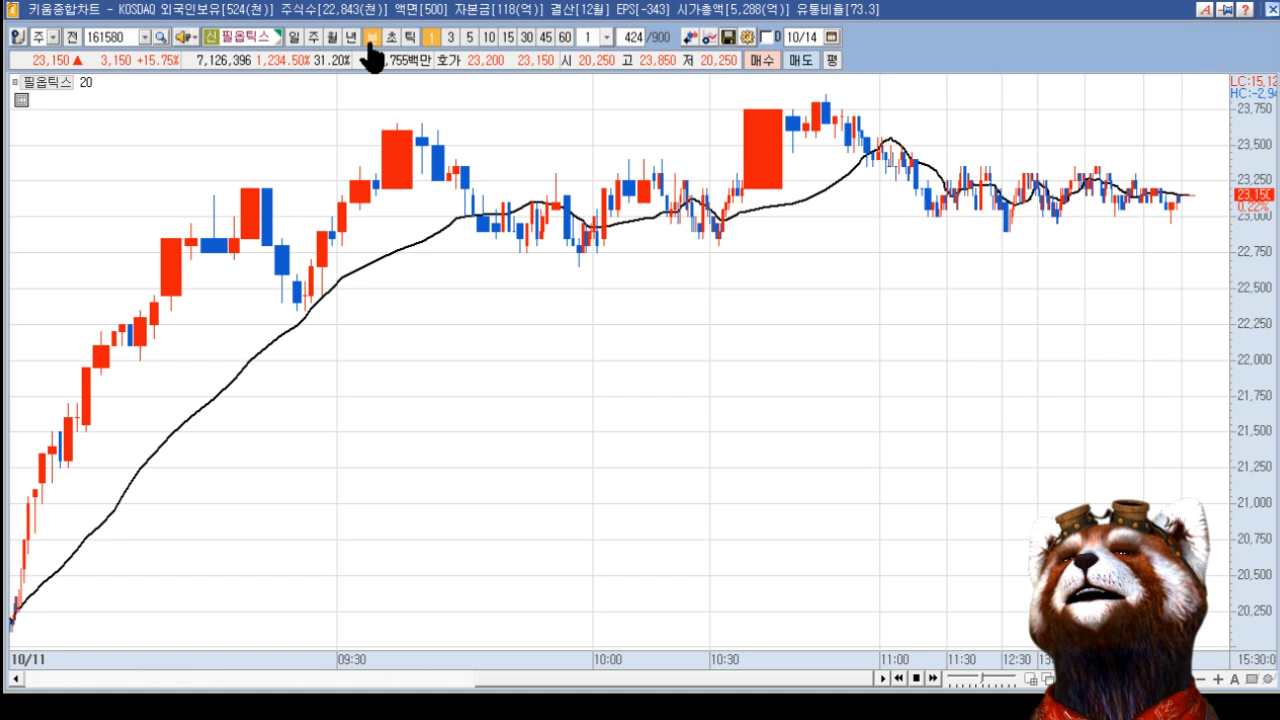 키움종합차트 - KOSDAQ 외국인보유[524(천)] 주식수[22,843(천)] 액면[500] 자본금[118(억)] 결산[12월] EPS[-343] 시가총액[5,288(억)] 유통비율[73.3] A ?
주 전 161580 신 필옵틱스 일 주 월 년 초 틱 1 3 5 10 15 30 45 60 1 424 /900 D 10/14
23,150 ▲ 3,150 +15.75% 7,126,396 1,234.50% 31.20% ,755백만 호가 23,200 23,150 시 20,250 고 23,850 저 20,250 매수 매도 평
필옵틱스 20
LC:15,12
HC:-2,94
23,750
23,500
23,250
23,150
0.22%
23,000
22,750
22,500
22,250
22,000
21,750
21,500
21,250
21,000
20,750
20,500
20,250
10/11 09:30 10:00 10:30 11:00 11:30 12:30 15:30:0
A